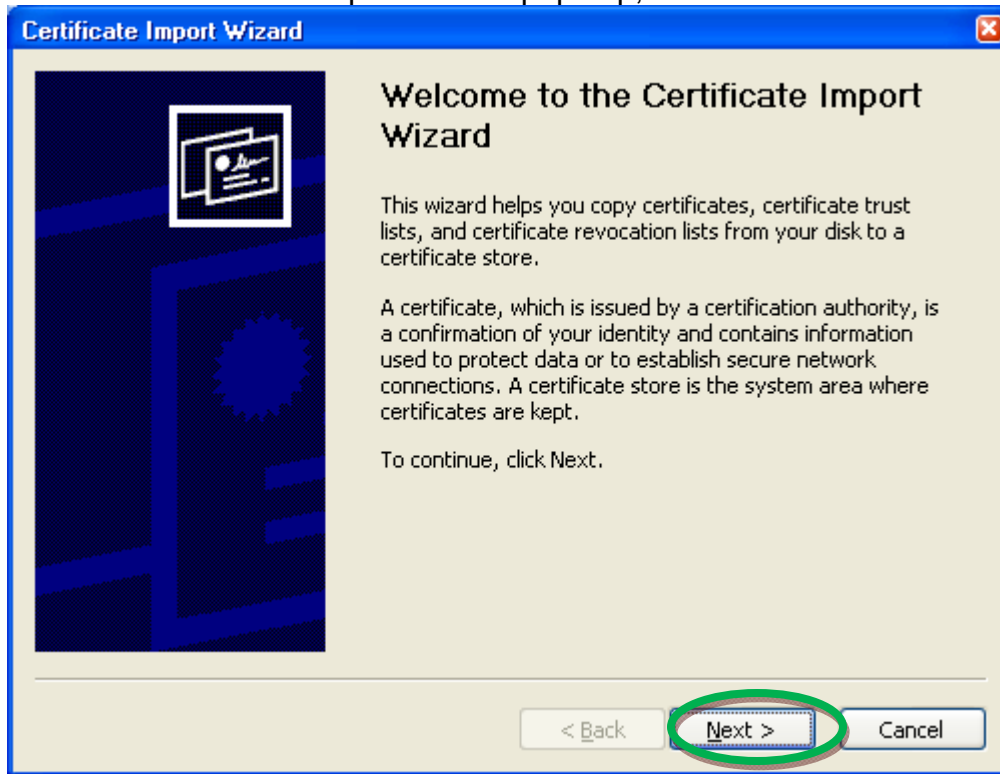 Certificate Import Wizard
Welcome to the Certificate Import
Wizard
This wizard helps you copy certificates, certificate trust
lists, and certificate revocation lists from your disk to a
certificate store.
A certificate, which is issued by a certification authority, is
a confirmation of your identity and contains information
used to protect data or to establish secure network
connections. A certificate store is the system area where
certificates are kept.
To continue, click Next.
< Back
Next >
Cancel